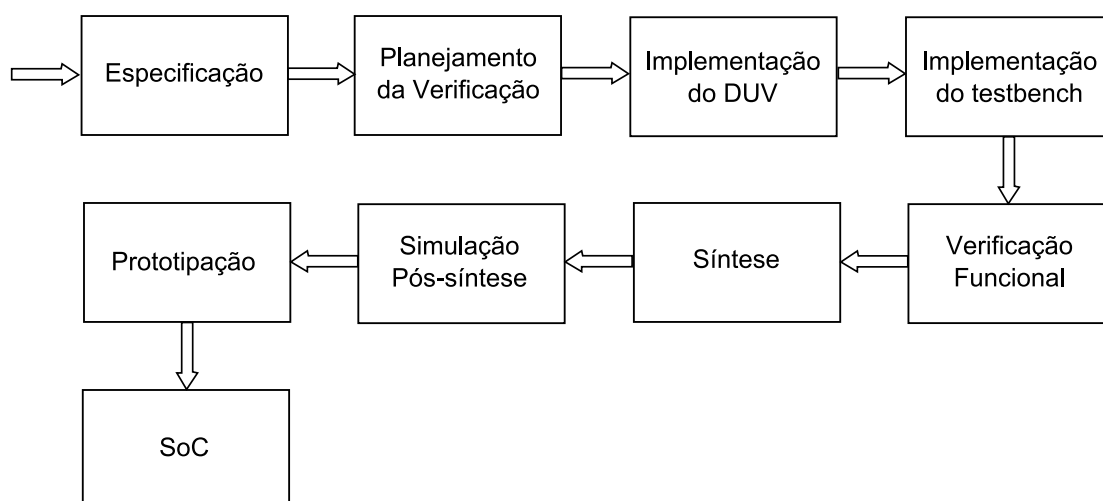 Especificação
Planejamento
da Verificação
Implementação
do DUV
Implementação
do testbench
Verificação
Funcional
Síntese
Simulação
Pós-síntese
Prototipação
SoC